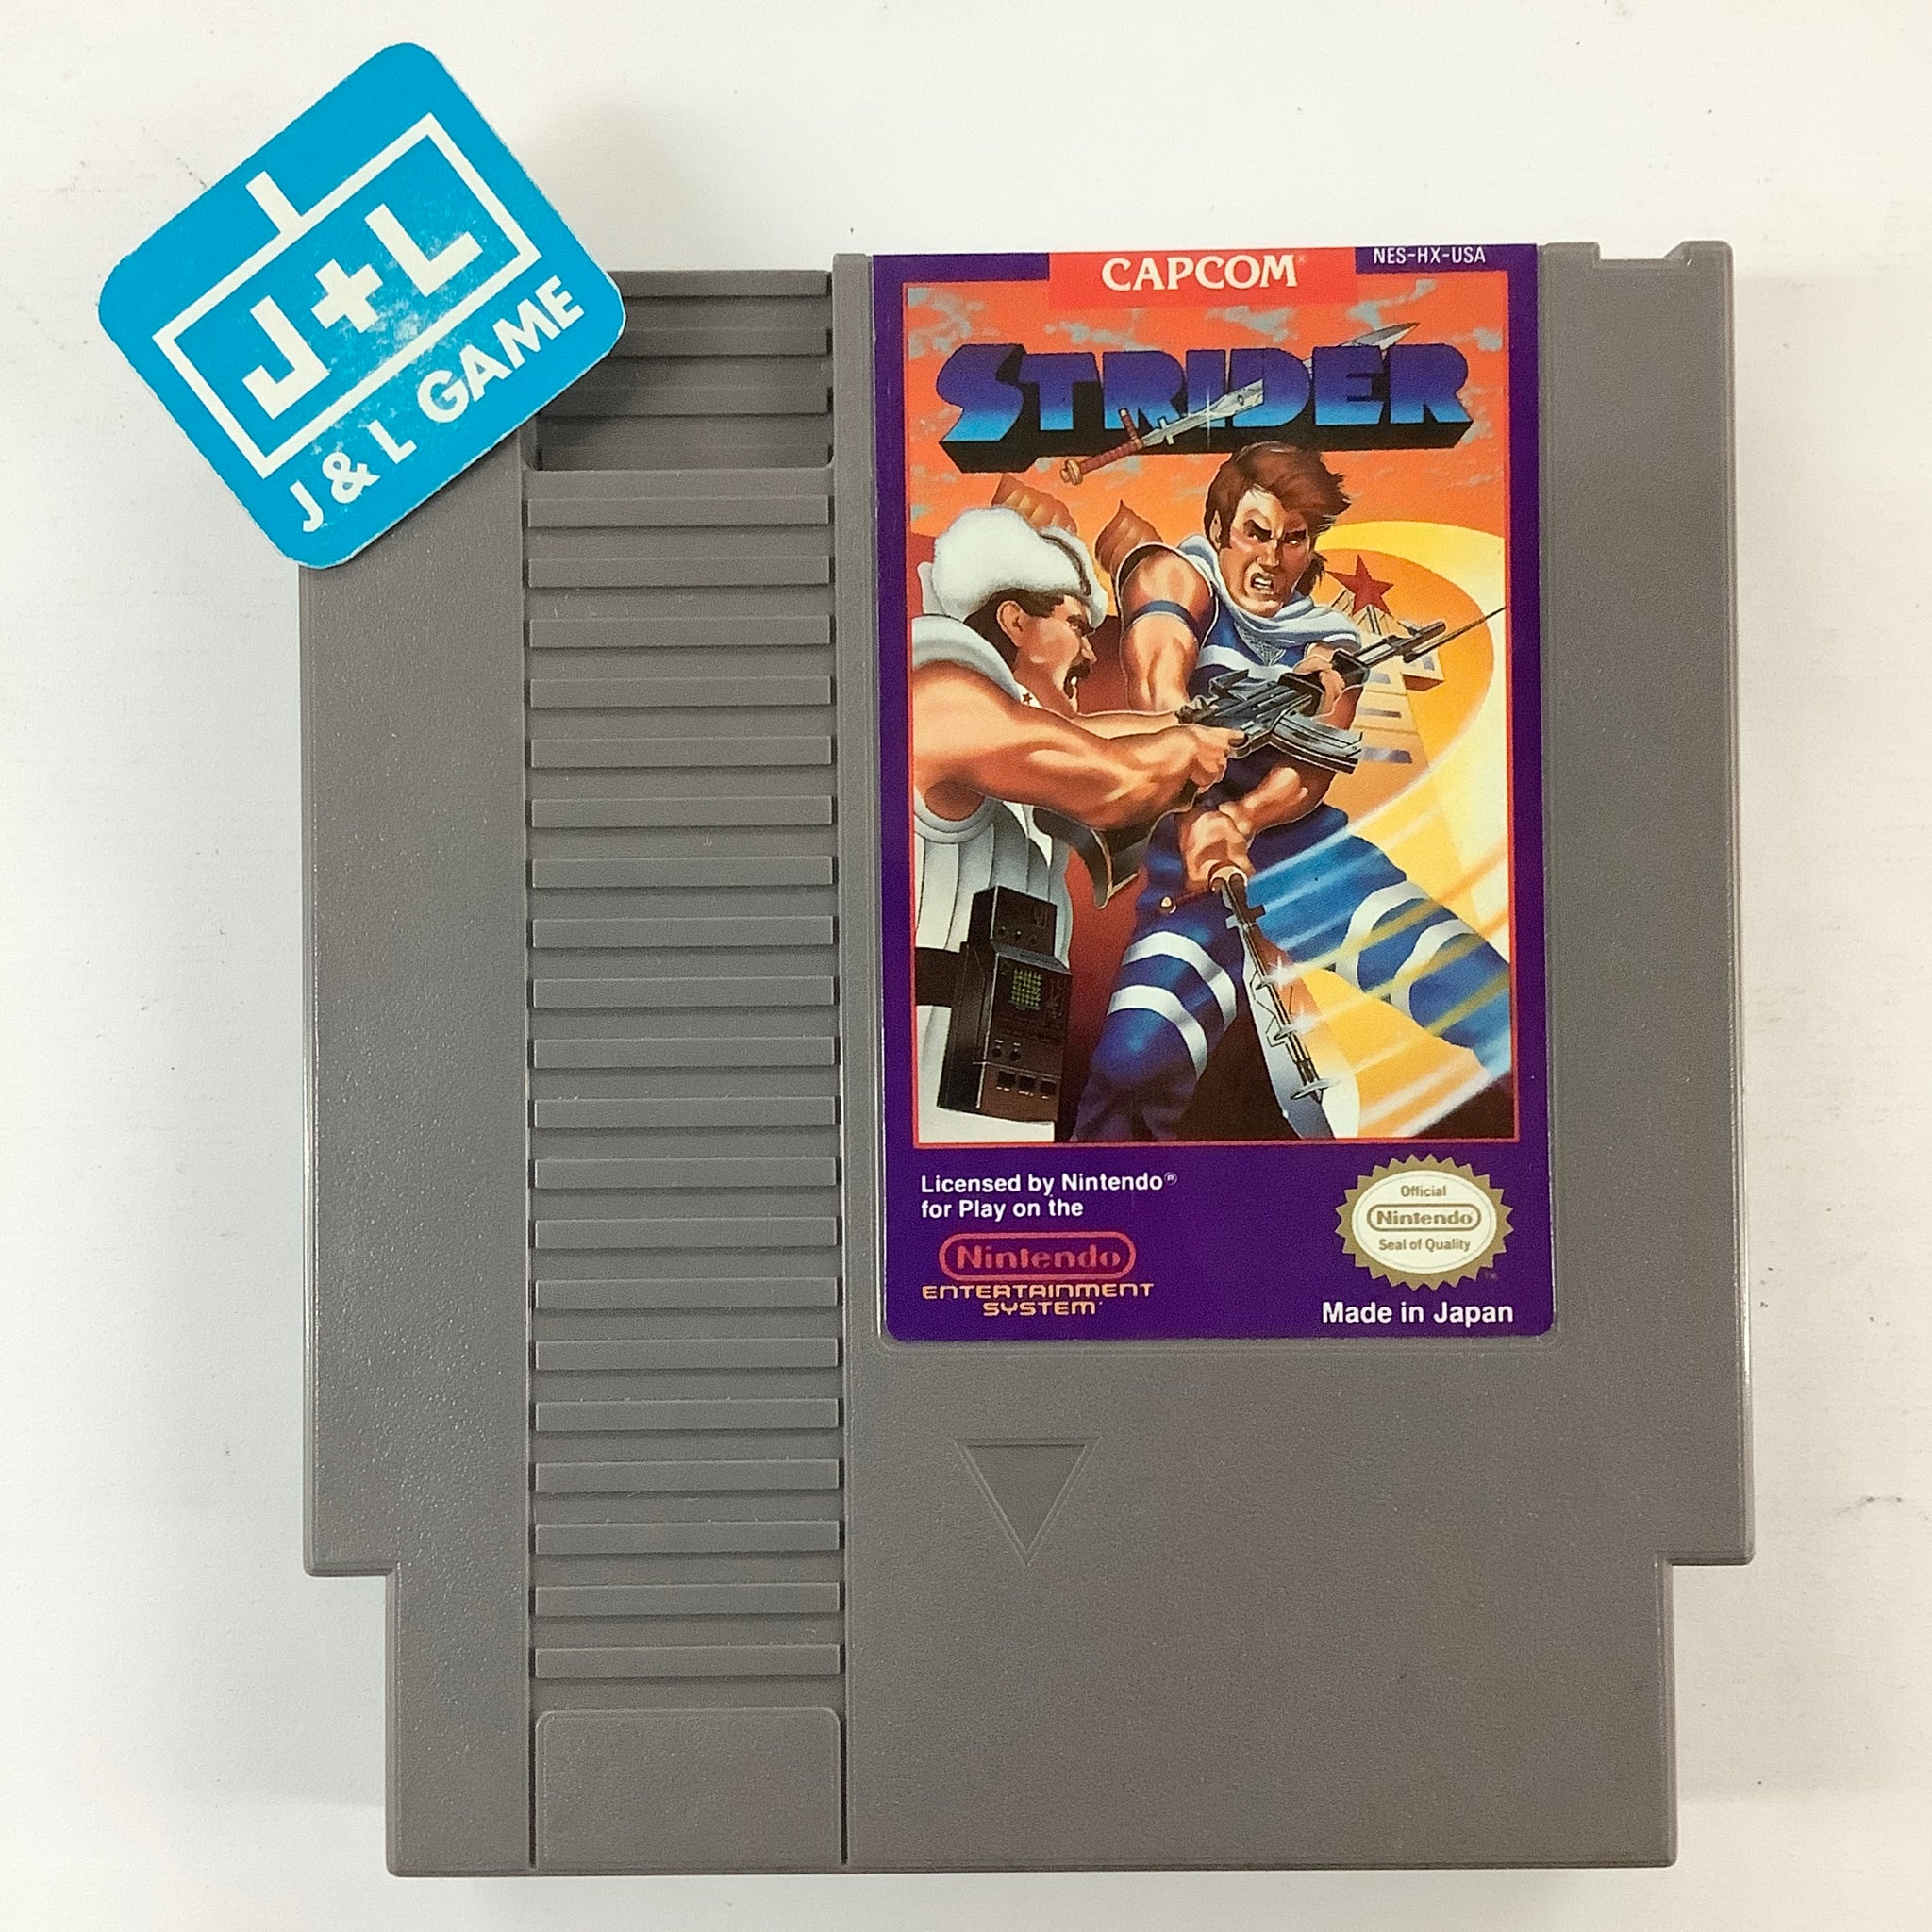 J+L
J & L GAME
CAPCOM®
NES-HX-USA
STRIDER
Licensed by Nintendo®
for Play on the
Nintendo
ENTERTAINMENT
SYSTEM
Official
Nintendo
Seal of Quality
TM
Made in Japan